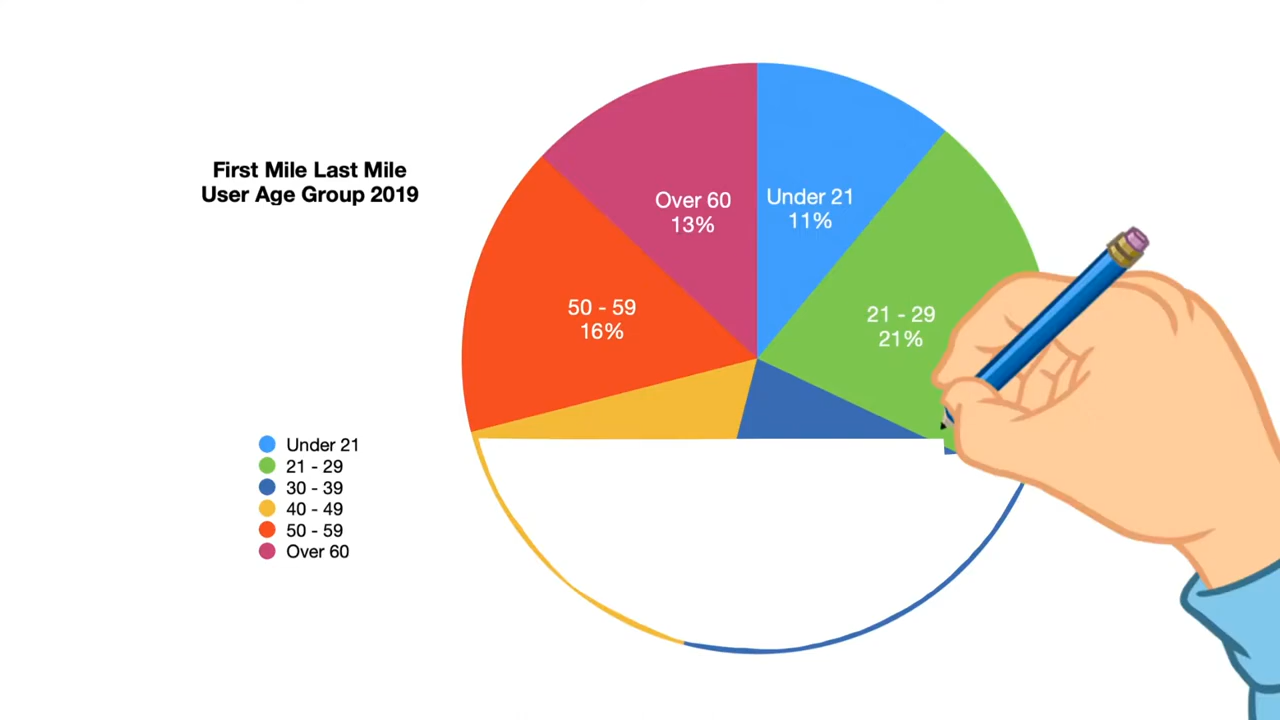 First Mile Last Mile
User Age Group 2019
Over 60
13%
Under 21
11%
50 - 59
16%
21 - 29
21%
Under 21
21 - 29
30 - 39
40 - 49
50 - 59
Over 60